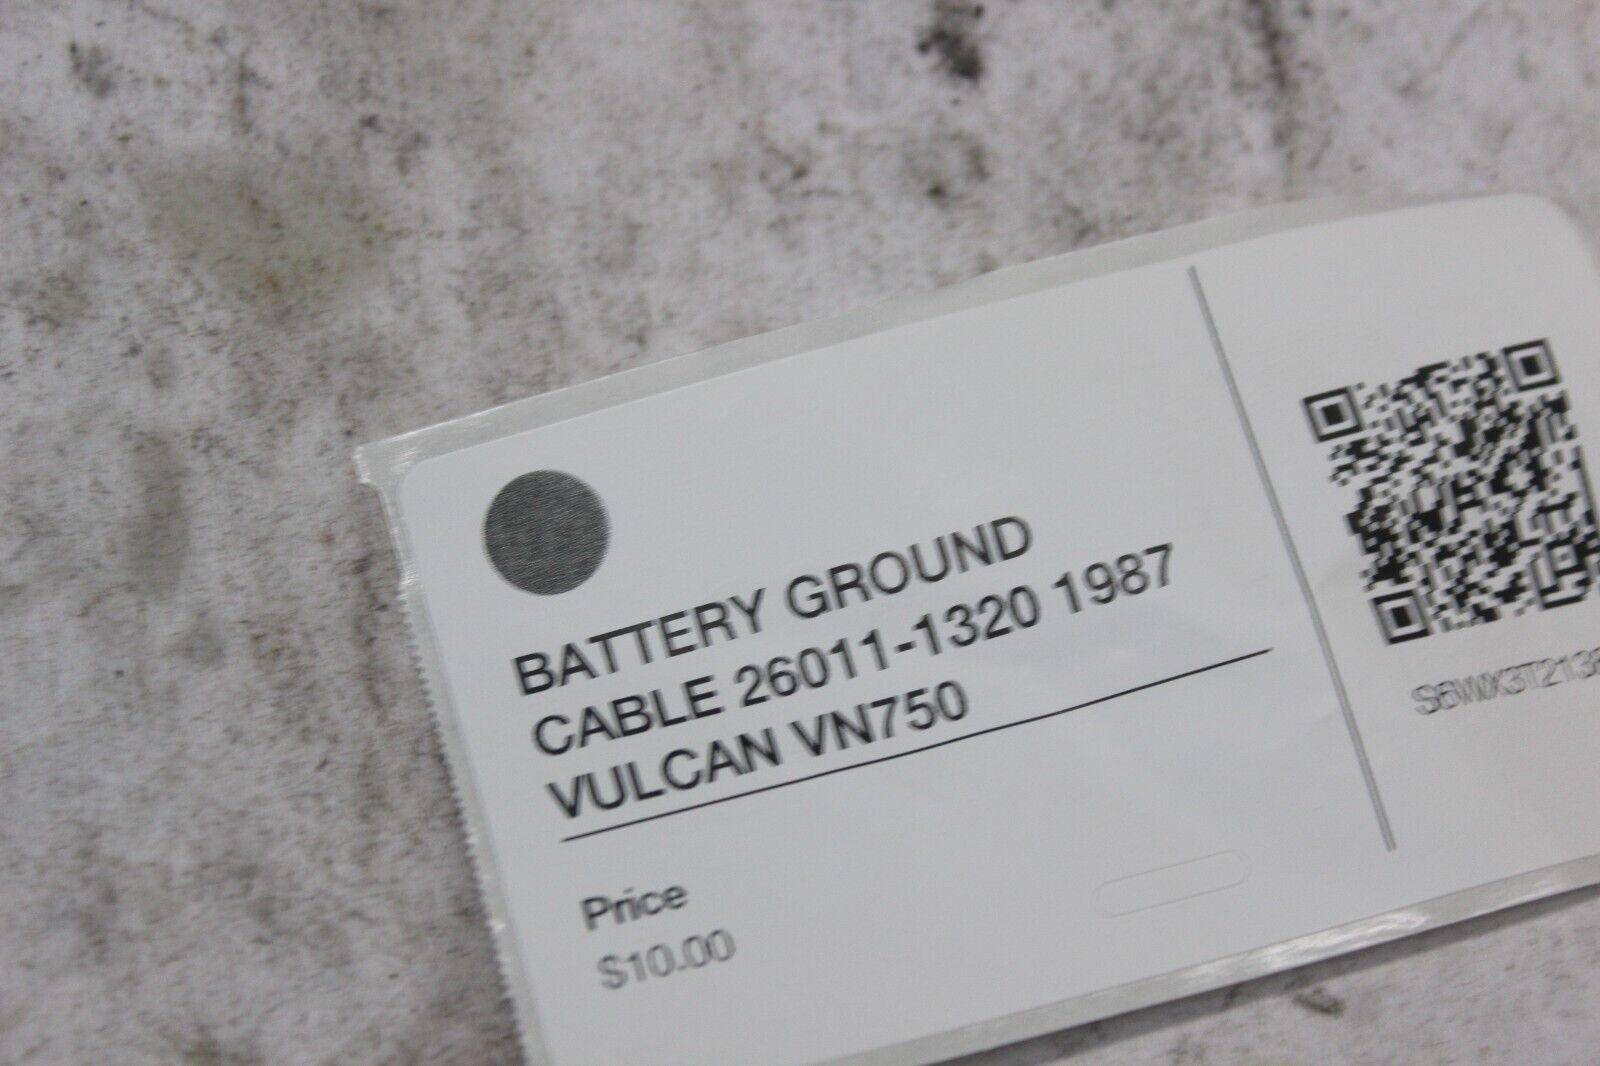 BATTERY GROUND
CABLE 26011-1320 1987
VULCAN VN750
Price
$10.00